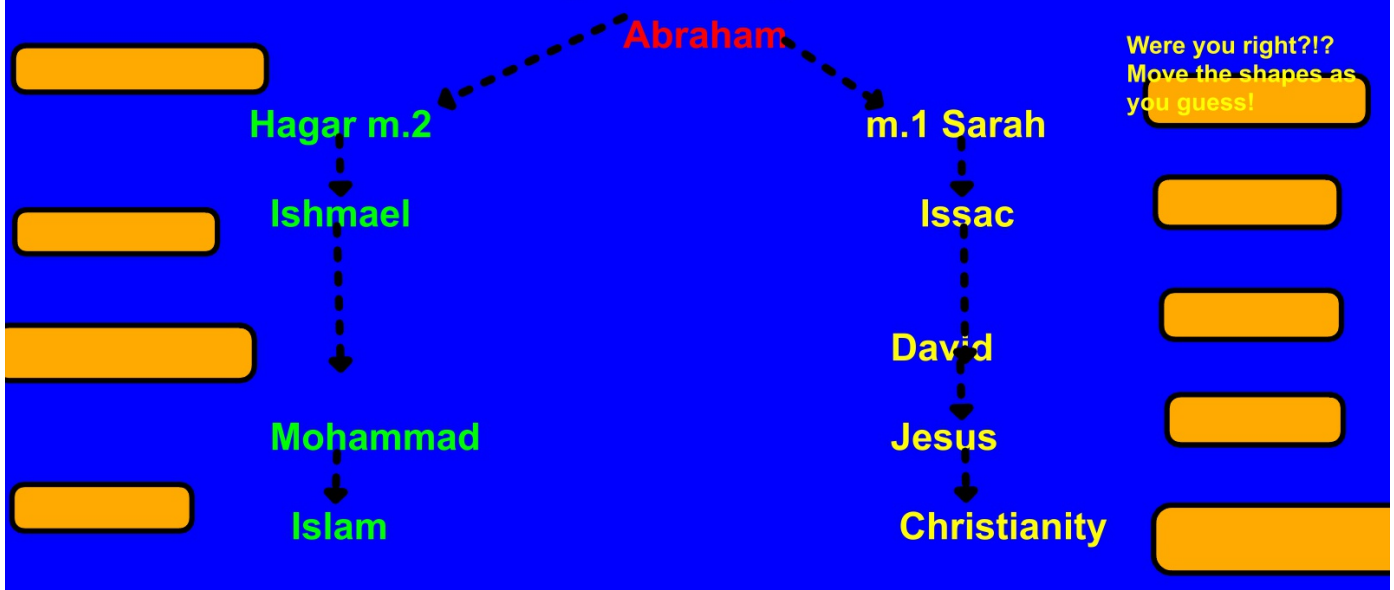 Abraham
Were you right?!?
Move the shapes as
you guess!
Hagar m.2
m.1 Sarah
Ishmael
Issac
David
Mohammad
Jesus
Islam
Christianity